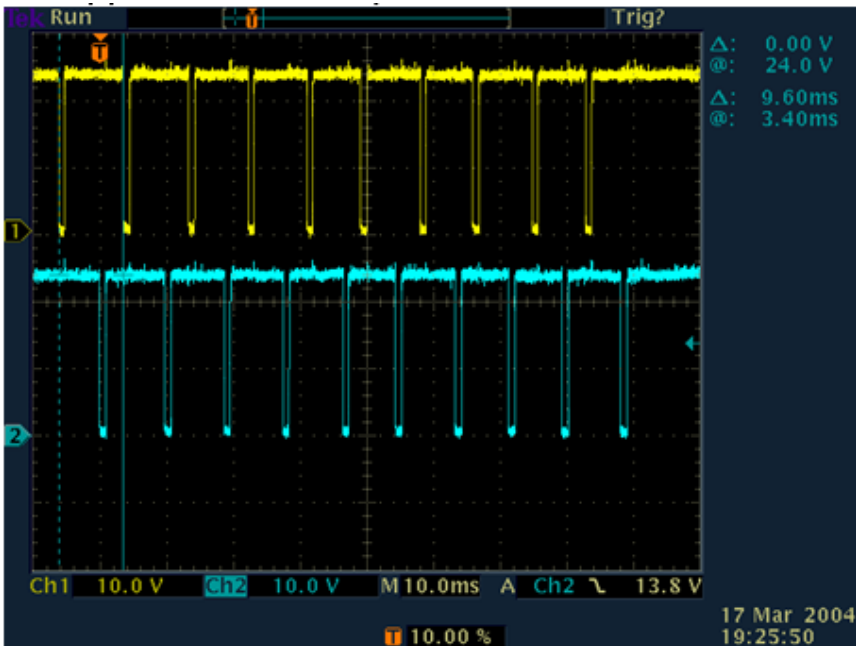 Tek Run Trig?
T
Δ: 0.00 V
@: 24.0 V
Δ: 9.60ms
@: 3.40ms
1
2
Ch1 10.0 V Ch2 10.0 V M 10.0ms A Ch2 13.8 V
17 Mar 2004
T 10.00 % 19:25:50